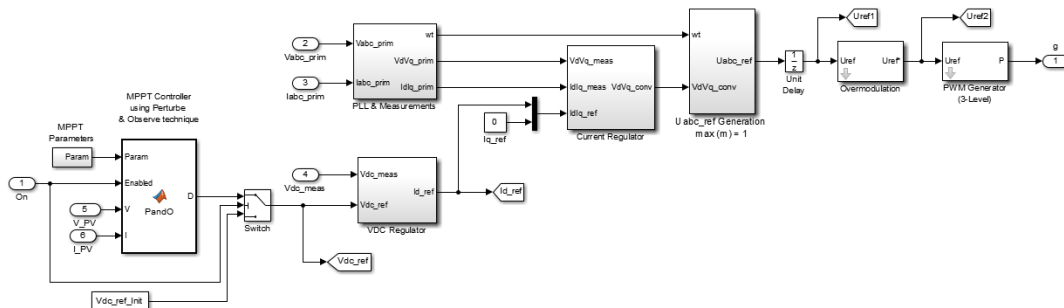 2
Vabc_prim
3
Iabc_prim
Vabc_prim
Iabc_prim
wt
VdVq_prim
IdIq_prim
PLL & Measurements
0
Iq_ref
VdVq_meas
IdIq_meas
IdIq_ref
VdVq_conv
Current Regulator
wt
VdVq_conv
Uabc_ref
Uabc_ref Generation
max (m) = 1
1
z
Unit
Delay
Uref1
Uref
Uref*
Overmodulation
Uref2
Uref
P
PWM Generator
(3-Level)
g
1
MPPT Controller
using Perturbe
& Observe technique
MPPT
Parameters
Param
1
On
5
V_PV
6
I_PV
Param
Enabled
V
I
D
PandO
Switch
Vdc_ref_Init
4
Vdc_meas
Vdc_meas
Vdc_ref
Id_ref
VDC Regulator
Id_ref
Vdc_ref